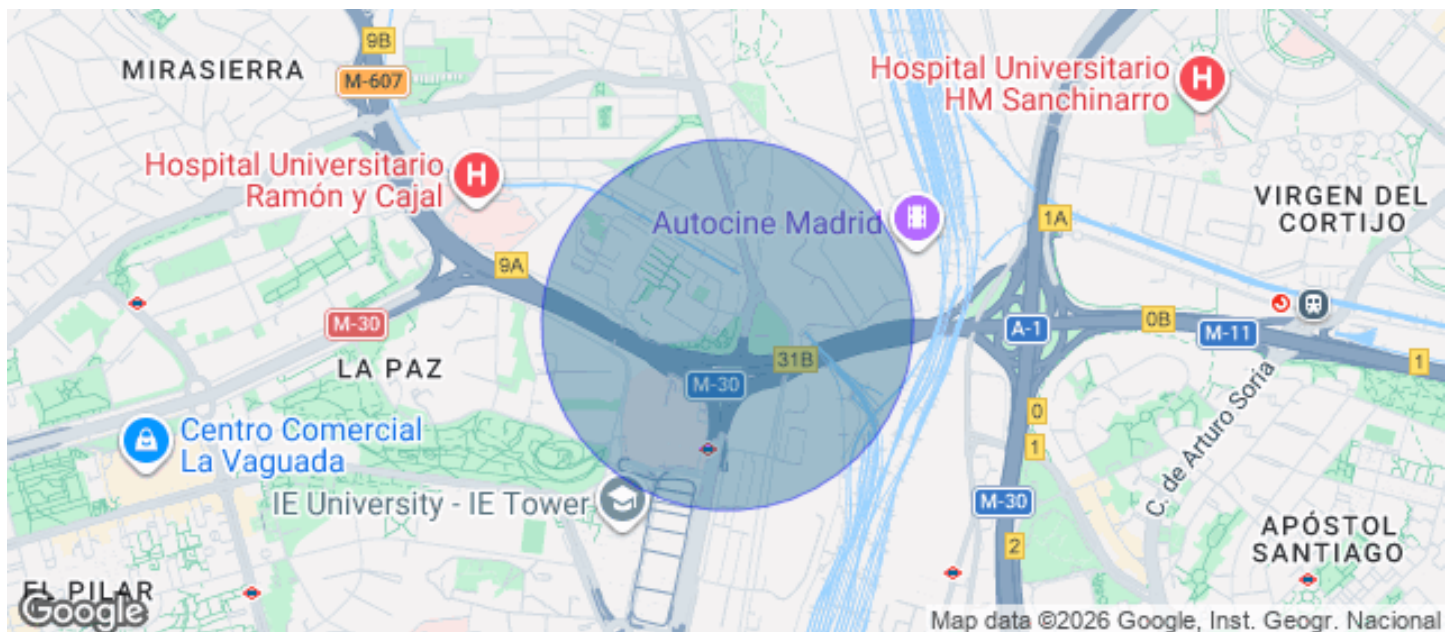 9B
MIRASIERRA
M-607
Hospital Universitario
HM Sanchinarro
Hospital Universitario
Ramón y Cajal
VIRGEN DEL
CORTIJO
Autocine Madrid
1A
9A
M-30
A-1
0B
M-11
31B
1
LA PAZ
M-30
Centro Comercial
La Vaguada
0
1
C. de Arturo Soria
IE University - IE Tower
M-30
2
APÓSTOL
SANTIAGO
EL PILAR
Google
Map data ©2026 Google, Inst. Geogr. Nacional